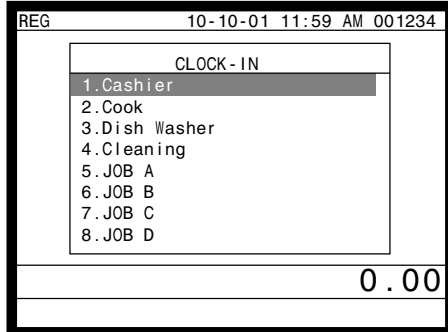 REG 10-10-01 11:59 AM 001234
CLOCK-IN
1.Cashier
2.Cook
3.Dish Washer
4.Cleaning
5.JOB A
6.JOB B
7.JOB C
8.JOB D
0.00